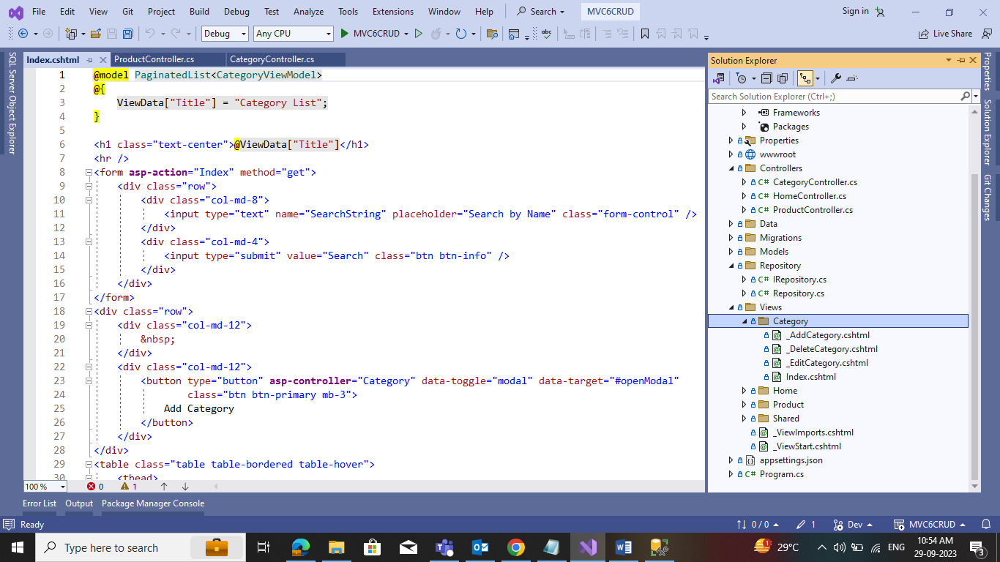 File Edit View Git Project Build Debug Test Analyze Tools Extensions Window Help Search MVC6CRUD Sign in
Debug Any CPU MVC6CRUD Live Share
SQL Server Object Explorer
Index.cshtml ProductController.cs CategoryController.cs
1 @model PaginatedList<CategoryViewModel>
2 @{
3 ViewData["Title"] = "Category List";
4 }
5
6 <h1 class="text-center">@ViewData["Title"]</h1>
7 <hr />
8 <form asp-action="Index" method="get">
9 <div class="row">
10 <div class="col-md-8">
11 <input type="text" name="SearchString" placeholder="Search by Name" class="form-control" />
12 </div>
13 <div class="col-md-4">
14 <input type="submit" value="Search" class="btn btn-info" />
15 </div>
16 </div>
17 </form>
18 <div class="row">
19 <div class="col-md-12">
20 &nbsp;
21 </div>
22 <div class="col-md-12">
23 <button type="button" asp-controller="Category" data-toggle="modal" data-target="#openModal"
24 class="btn btn-primary mb-3">
25 Add Category
26 </button>
27 </div>
28 </div>
29 <table class="table table-bordered table-hover">
30 <thead>
100 % 0 1
Solution Explorer
Search Solution Explorer (Ctrl+;)
Frameworks
Packages
Properties
wwwroot
Controllers
C# CategoryController.cs
C# HomeController.cs
C# ProductController.cs
Data
Migrations
Models
Repository
C# IRepository.cs
C# Repository.cs
Views
Category
_AddCategory.cshtml
_DeleteCategory.cshtml
_EditCategory.cshtml
Index.cshtml
Home
Product
Shared
_ViewImports.cshtml
_ViewStart.cshtml
appsettings.json
C# Program.cs
Properties
Solution Explorer
Git Changes
Error List Output Package Manager Console
Ready 0 / 0 1 Dev MVC6CRUD
Type here to search 1 29°C ENG 10:54 AM
29-09-2023 3